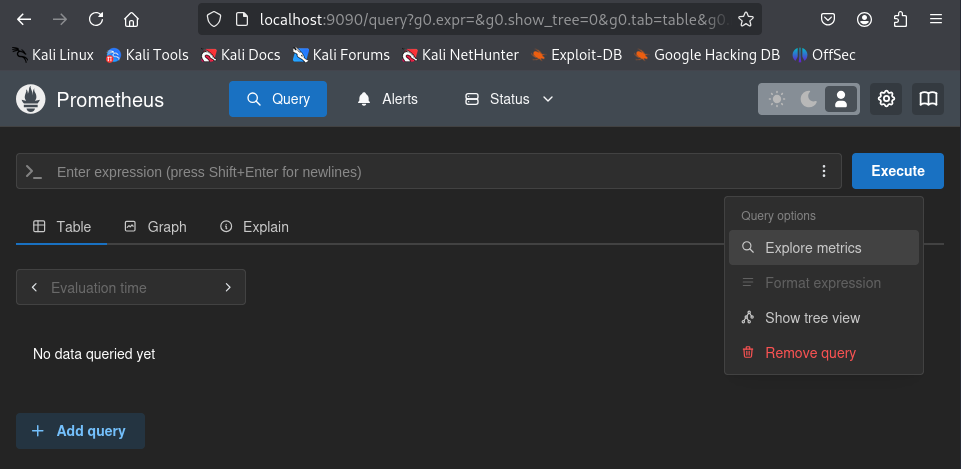 localhost:9090/query?g0.expr=&g0.show_tree=0&g0.tab=table&g0
Kali Linux Kali Tools Kali Docs Kali Forums Kali NetHunter Exploit-DB Google Hacking DB OffSec
Prometheus Query Alerts Status
>_ Enter expression (press Shift+Enter for newlines) Execute
Query options
Table Graph Explain
Explore metrics
Evaluation time
Format expression
Show tree view
No data queried yet
Remove query
+ Add query